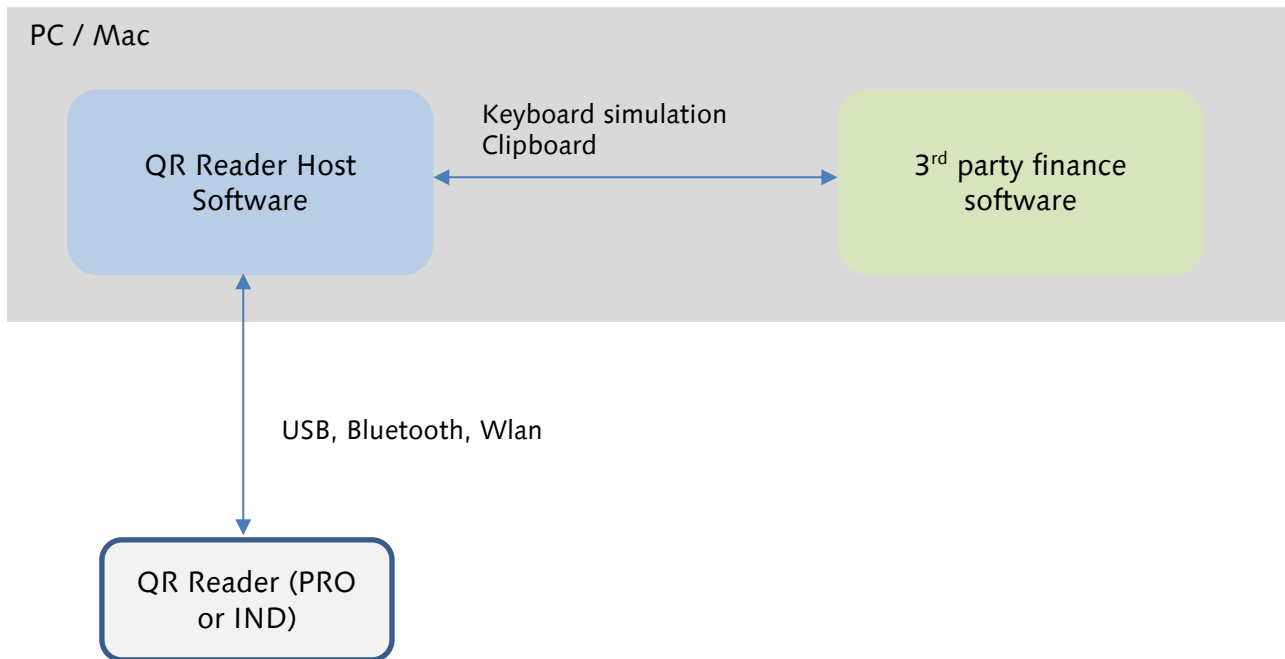 PC / Mac
QR Reader Host
Software
Keyboard simulation
Clipboard
3rd party finance
software
USB, Bluetooth, Wlan
QR Reader (PRO
or IND)